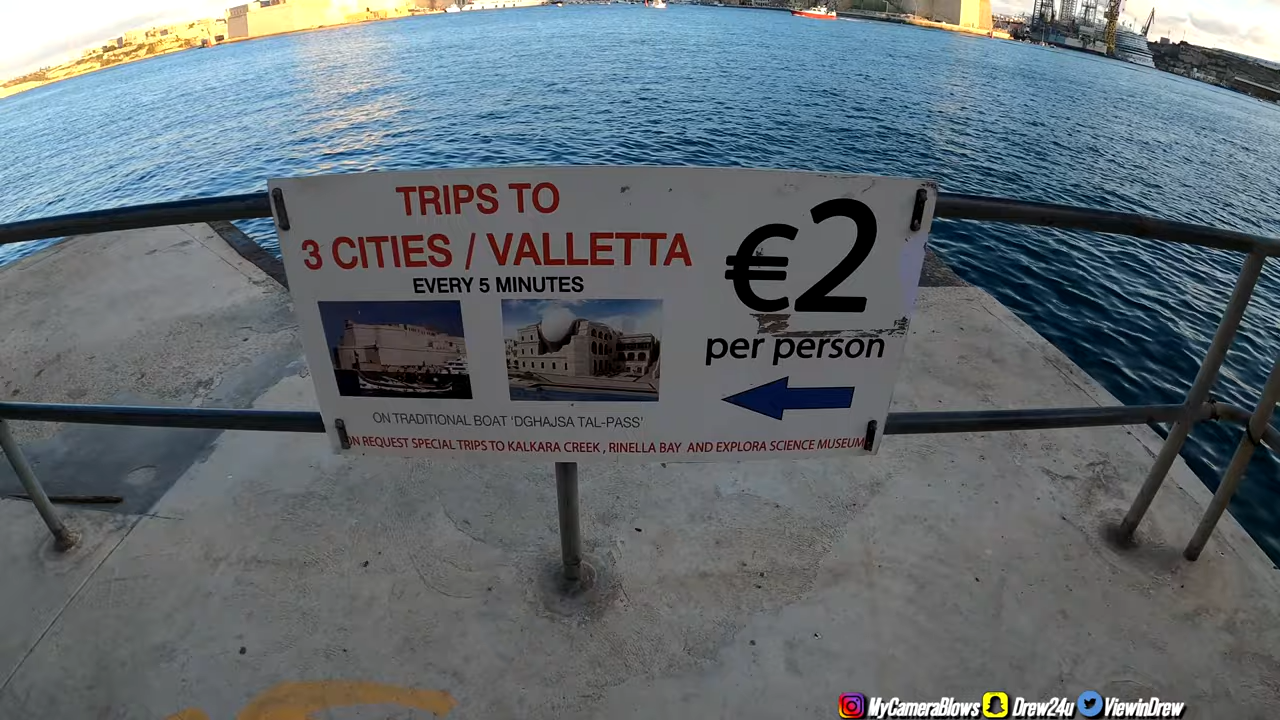 TRIPS TO
3 CITIES / VALLETTA
EVERY 5 MINUTES
€2
per person
ON TRADITIONAL BOAT 'DGHAJSA TAL-PASS'
ON REQUEST SPECIAL TRIPS TO KALKARA CREEK, RINELLA BAY AND EXPLORA SCIENCE MUSEUM
MyCameraBlows Drew24u ViewinDrew